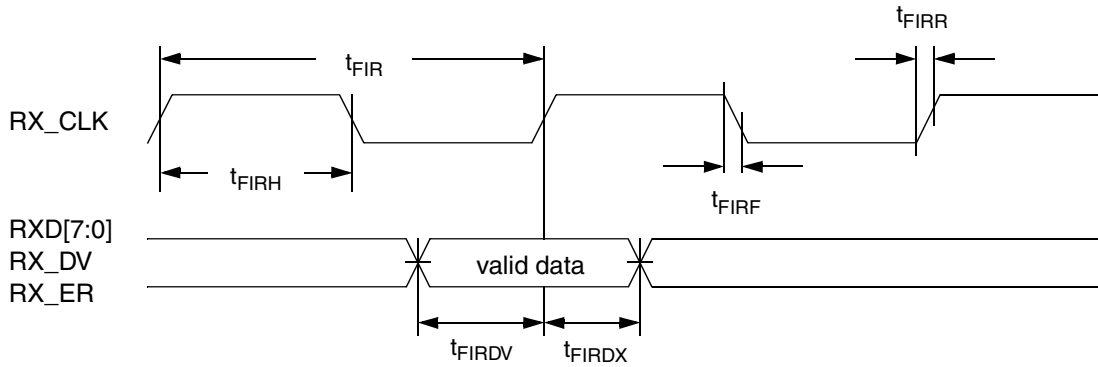 tFIRR
tFIR
RX_CLK
tFIRH
tFIRF
RXD[7:0]
RX_DV
valid data
RX_ER
tFIRDV
tFIRDX